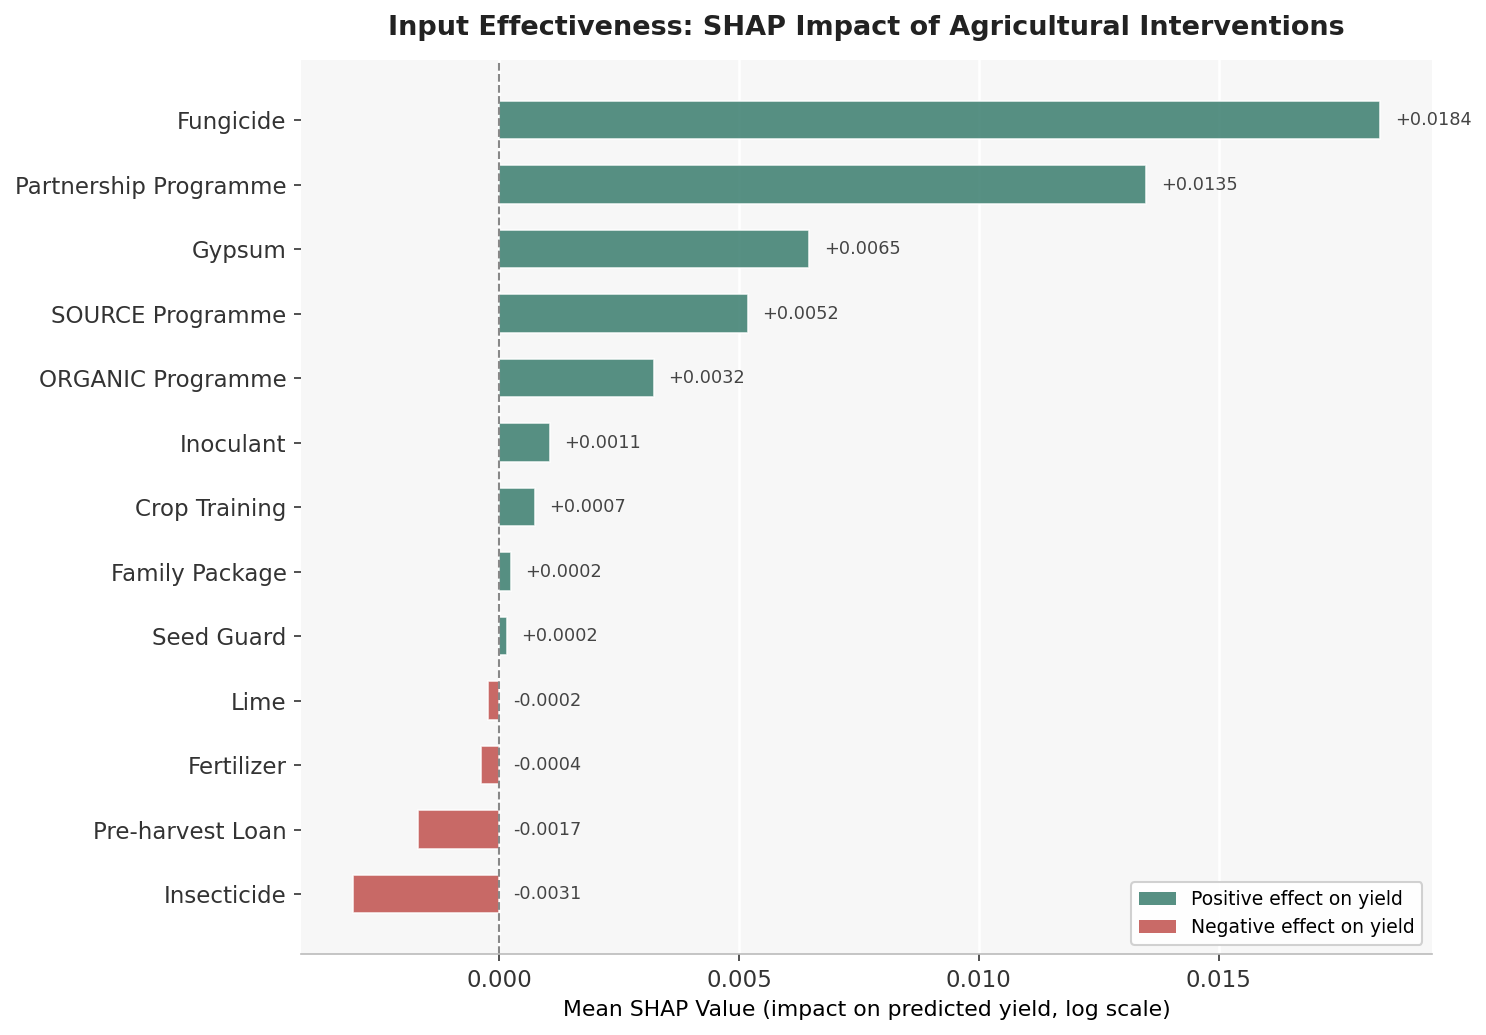 Input Effectiveness: SHAP Impact of Agricultural Interventions
Fungicide +0.0184
Partnership Programme +0.0135
Gypsum +0.0065
SOURCE Programme +0.0052
ORGANIC Programme +0.0032
Inoculant +0.0011
Crop Training +0.0007
Family Package +0.0002
Seed Guard +0.0002
Lime -0.0002
Fertilizer -0.0004
Pre-harvest Loan -0.0017
Insecticide -0.0031
Positive effect on yield
Negative effect on yield
0.000 0.005 0.010 0.015
Mean SHAP Value (impact on predicted yield, log scale)